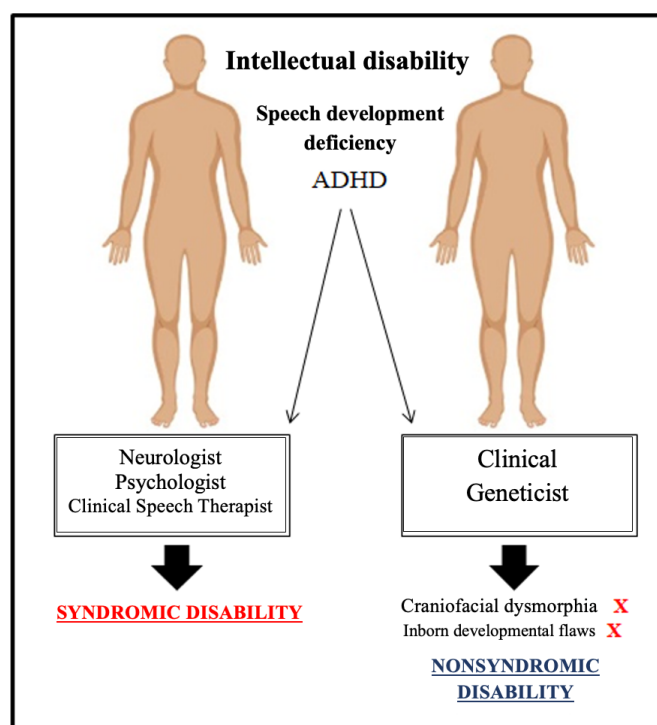 Intellectual disability
Speech development
deficiency
ADHD
Neurologist
Psychologist
Clinical Speech Therapist
SYNDROMIC DISABILITY
Clinical
Geneticist
Craniofacial dysmorphia X
Inborn developmental flaws X
NONSYNDROMIC
DISABILITY